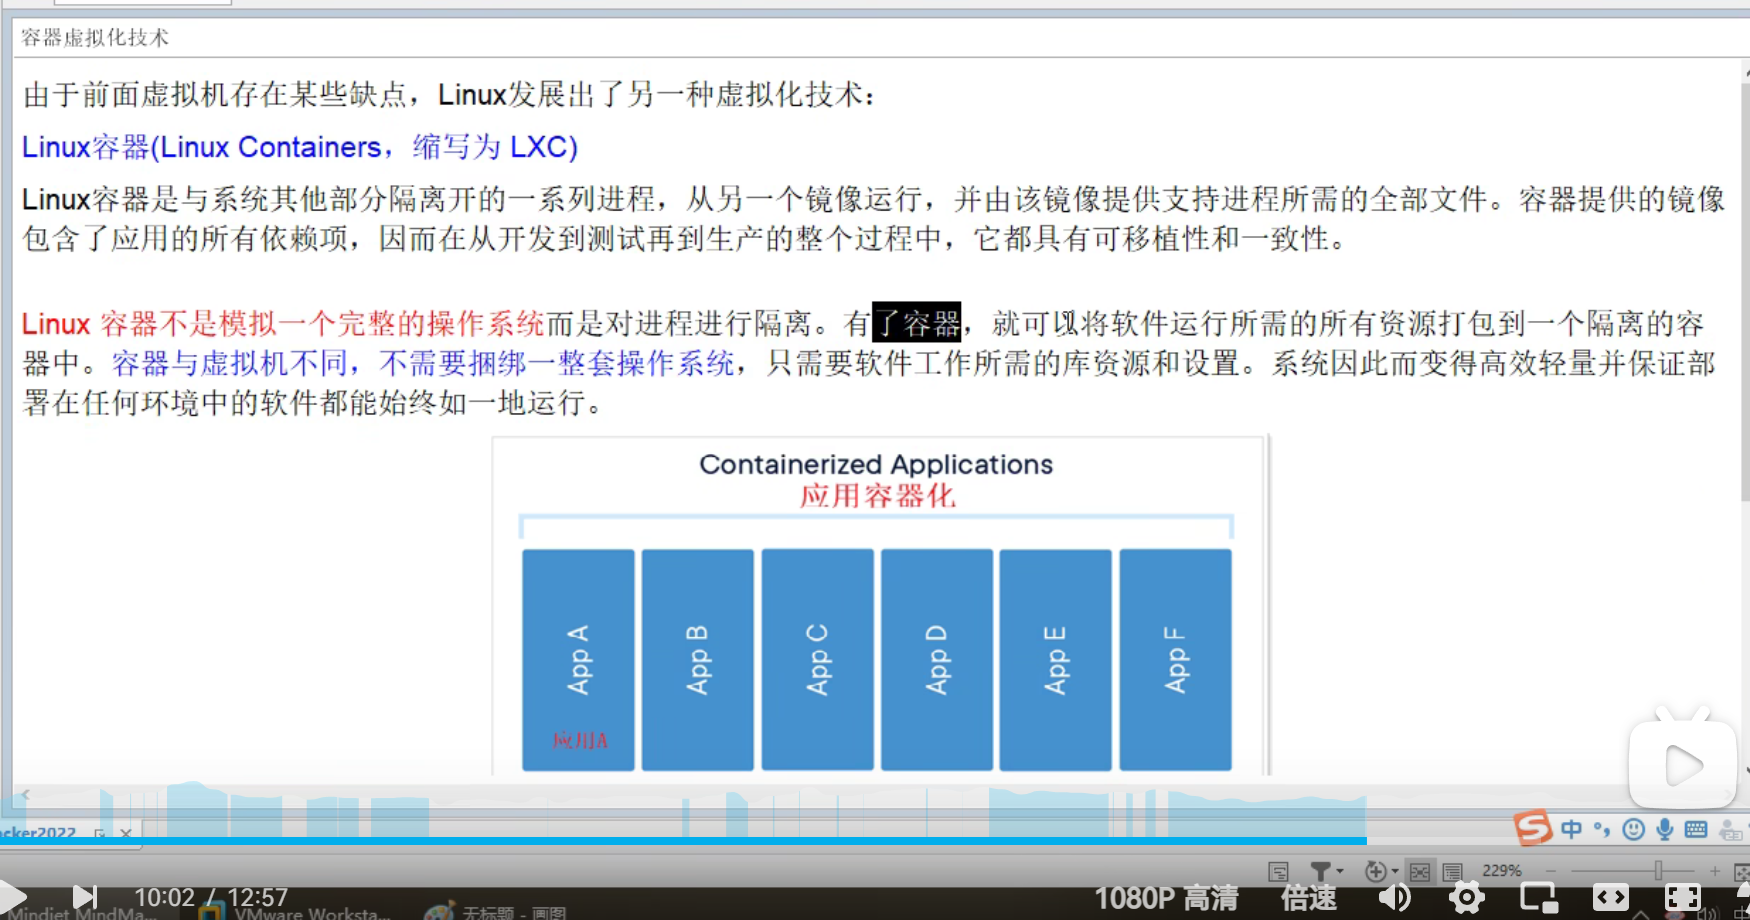 容器虚拟化技术
由于前面虚拟机存在某些缺点，Linux发展出了另一种虚拟化技术：
Linux容器(Linux Containers，缩写为 LXC)
Linux容器是与系统其他部分隔离开的一系列进程，从另一个镜像运行，并由该镜像提供支持进程所需的全部文件。容器提供的镜像
包含了应用的所有依赖项，因而在从开发到测试再到生产的整个过程中，它都具有可移植性和一致性。
Linux 容器不是模拟一个完整的操作系统而是对进程进行隔离。有了容器，就可以将软件运行所需的所有资源打包到一个隔离的容
器中。容器与虚拟机不同，不需要捆绑一整套操作系统，只需要软件工作所需的库资源和设置。系统因此而变得高效轻量并保证部
署在任何环境中的软件都能始终如一地运行。
Containerized Applications
应用容器化
App A
App B
App C
App D
App E
App F
应用A
cker2022
中
229%
10:02 / 12:57
1080P 高清
倍速
Mindjet MindMa...
VMware Worksta...
无标题 - 画图